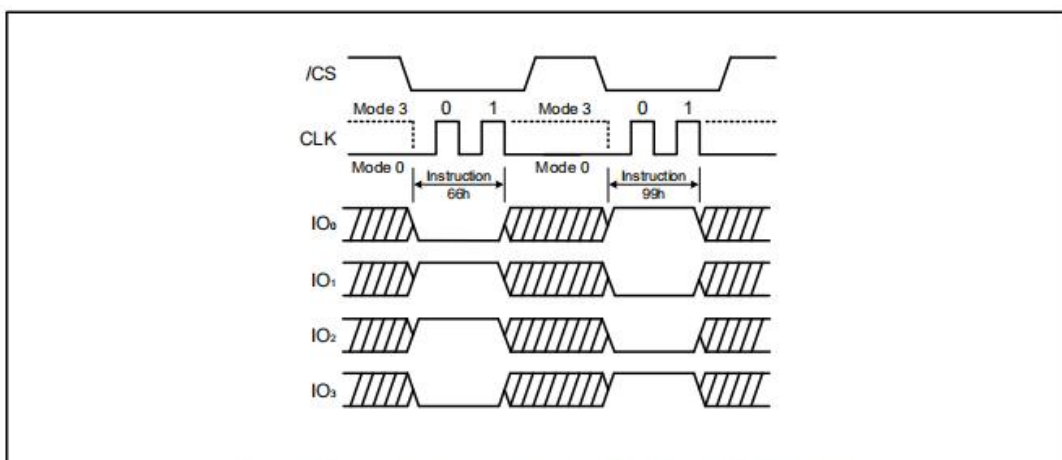 /CS
Mode 3 0 1 Mode 3 0 1
CLK
Mode 0 Mode 0
Instruction Instruction
66h 99h
IO₀
IO₁
IO₂
IO₃